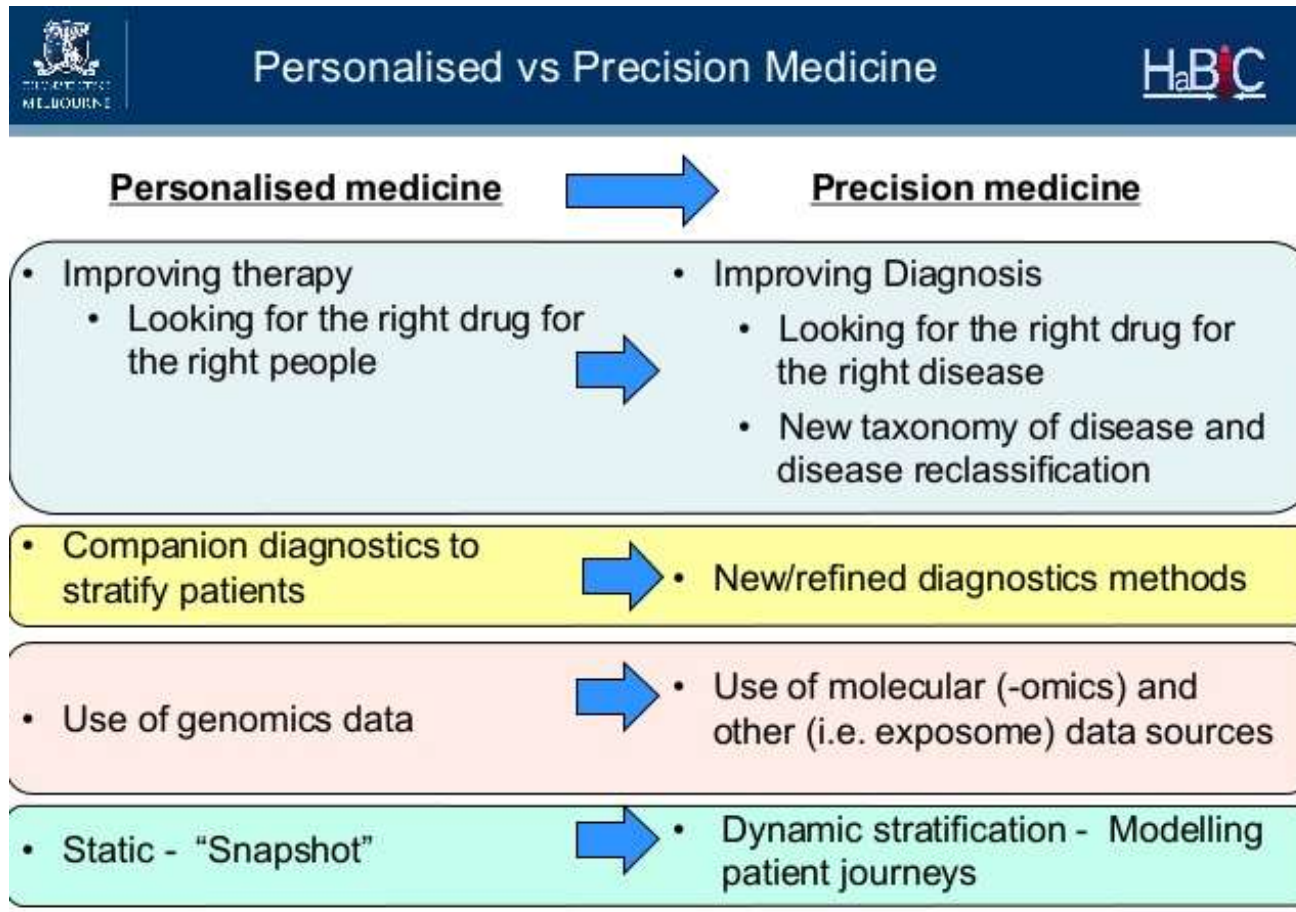 MELBOURNE
Personalised vs Precision Medicine
HaBiC
Personalised medicine
Precision medicine
• Improving therapy
• Looking for the right drug for
the right people
• Improving Diagnosis
• Looking for the right drug for
the right disease
• New taxonomy of disease and
disease reclassification
• Companion diagnostics to
stratify patients
• New/refined diagnostics methods
• Use of genomics data
• Use of molecular (-omics) and
other (i.e. exposome) data sources
• Static - “Snapshot”
• Dynamic stratification - Modelling
patient journeys